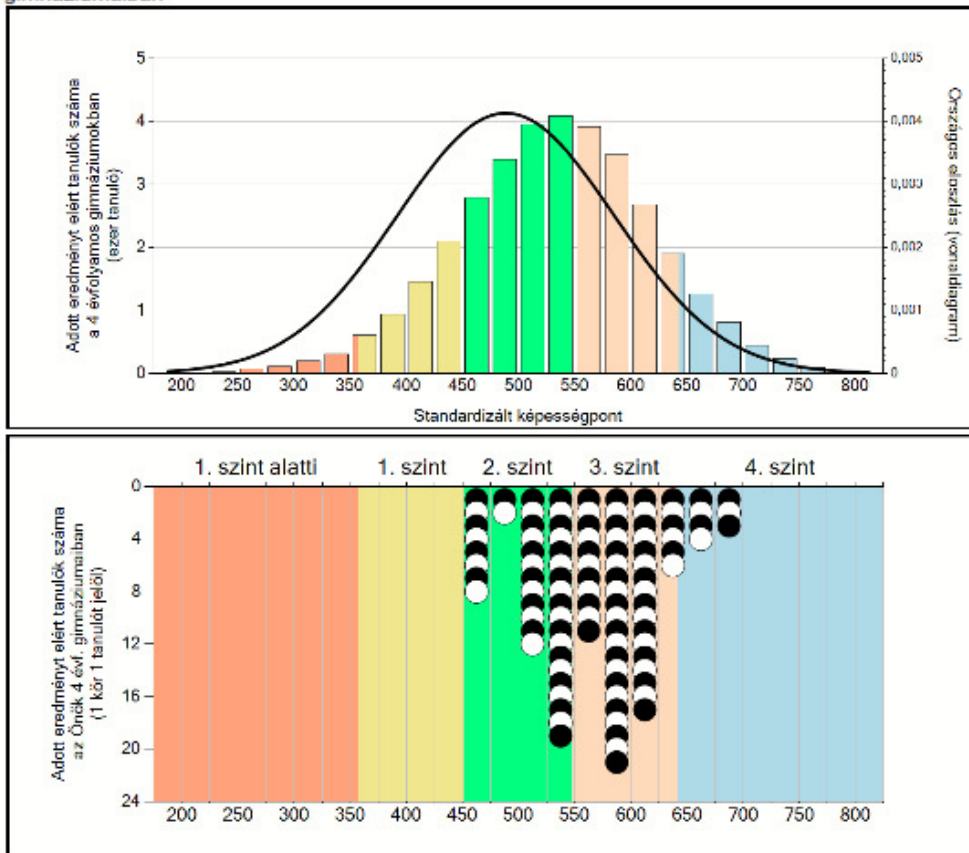 5
4
3
2
1
0
Adott eredményt elért tanulók száma
a 4 évfolyamos gimnáziumokban
(ezer tanuló)
0,005
0,004
0,003
0,002
0,001
0
Országos eloszlás (vonaldiagram)
200 250 300 350 400 450 500 550 600 650 700 750 800
Standardizált képességpont
1. szint alatti 1. szint 2. szint 3. szint 4. szint
0
4
8
12
16
20
24
Adott eredményt elért tanulók száma
az Önök 4 évf. gimnáziumaiban
(1 kör 1 tanulót jelöl)
200 250 300 350 400 450 500 550 600 650 700 750 800